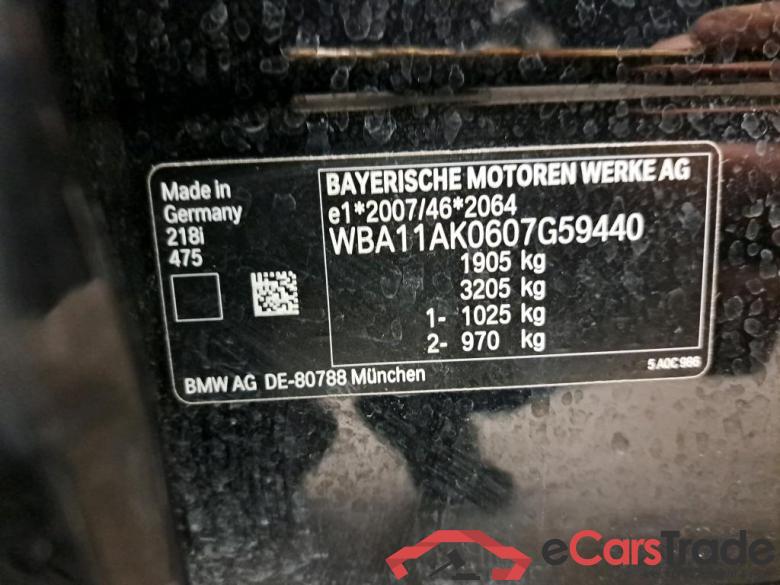 Made in
Germany
218i
475
BAYERISCHE MOTOREN WERKE AG
e1*2007/46*2064
WBA11AK0607G59440
1905 kg
3205 kg
1- 1025 kg
2- 970 kg
BMW AG DE-80788 München
5 A0C 986
eCarsTrade